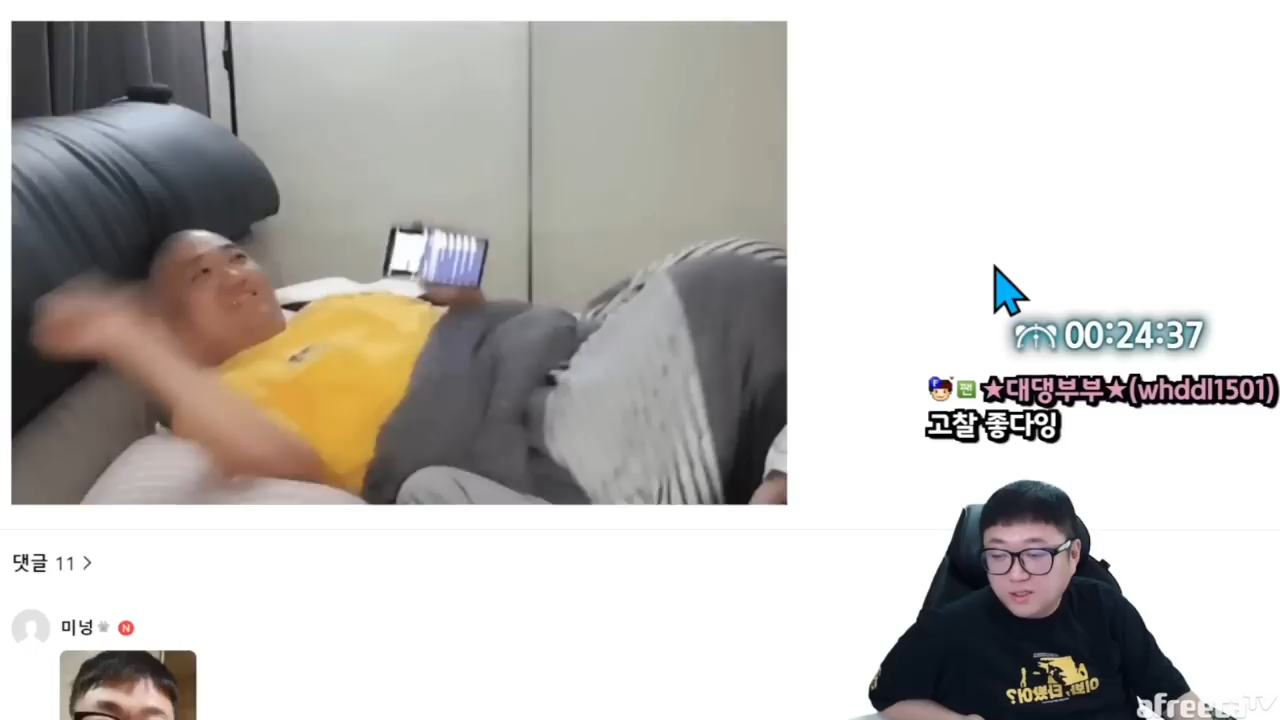 00:24:37
F 팬 ★대댕부부★(whddl1501)
고찰 좋다잉
댓글 11 >
미넝 N
afreecaTV